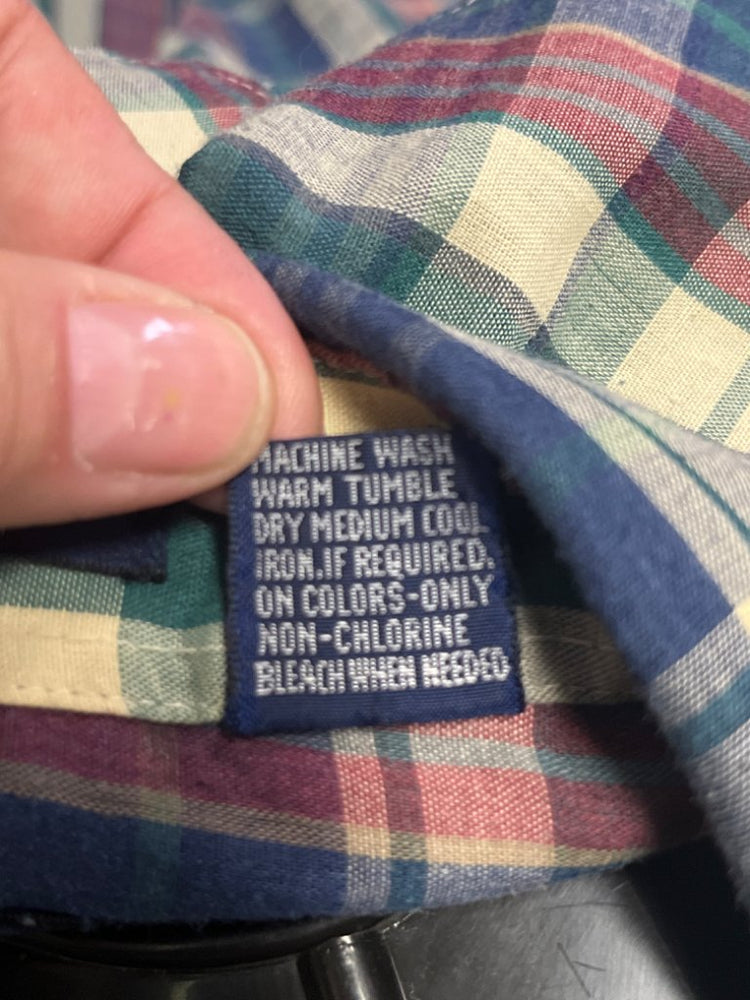 MACHINE WASH
WARM TUMBLE
DRY MEDIUM COOL
IRON.IF REQUIRED.
ON COLORS-ONLY
NON-CHLORINE
BLEACH WHEN NEEDED